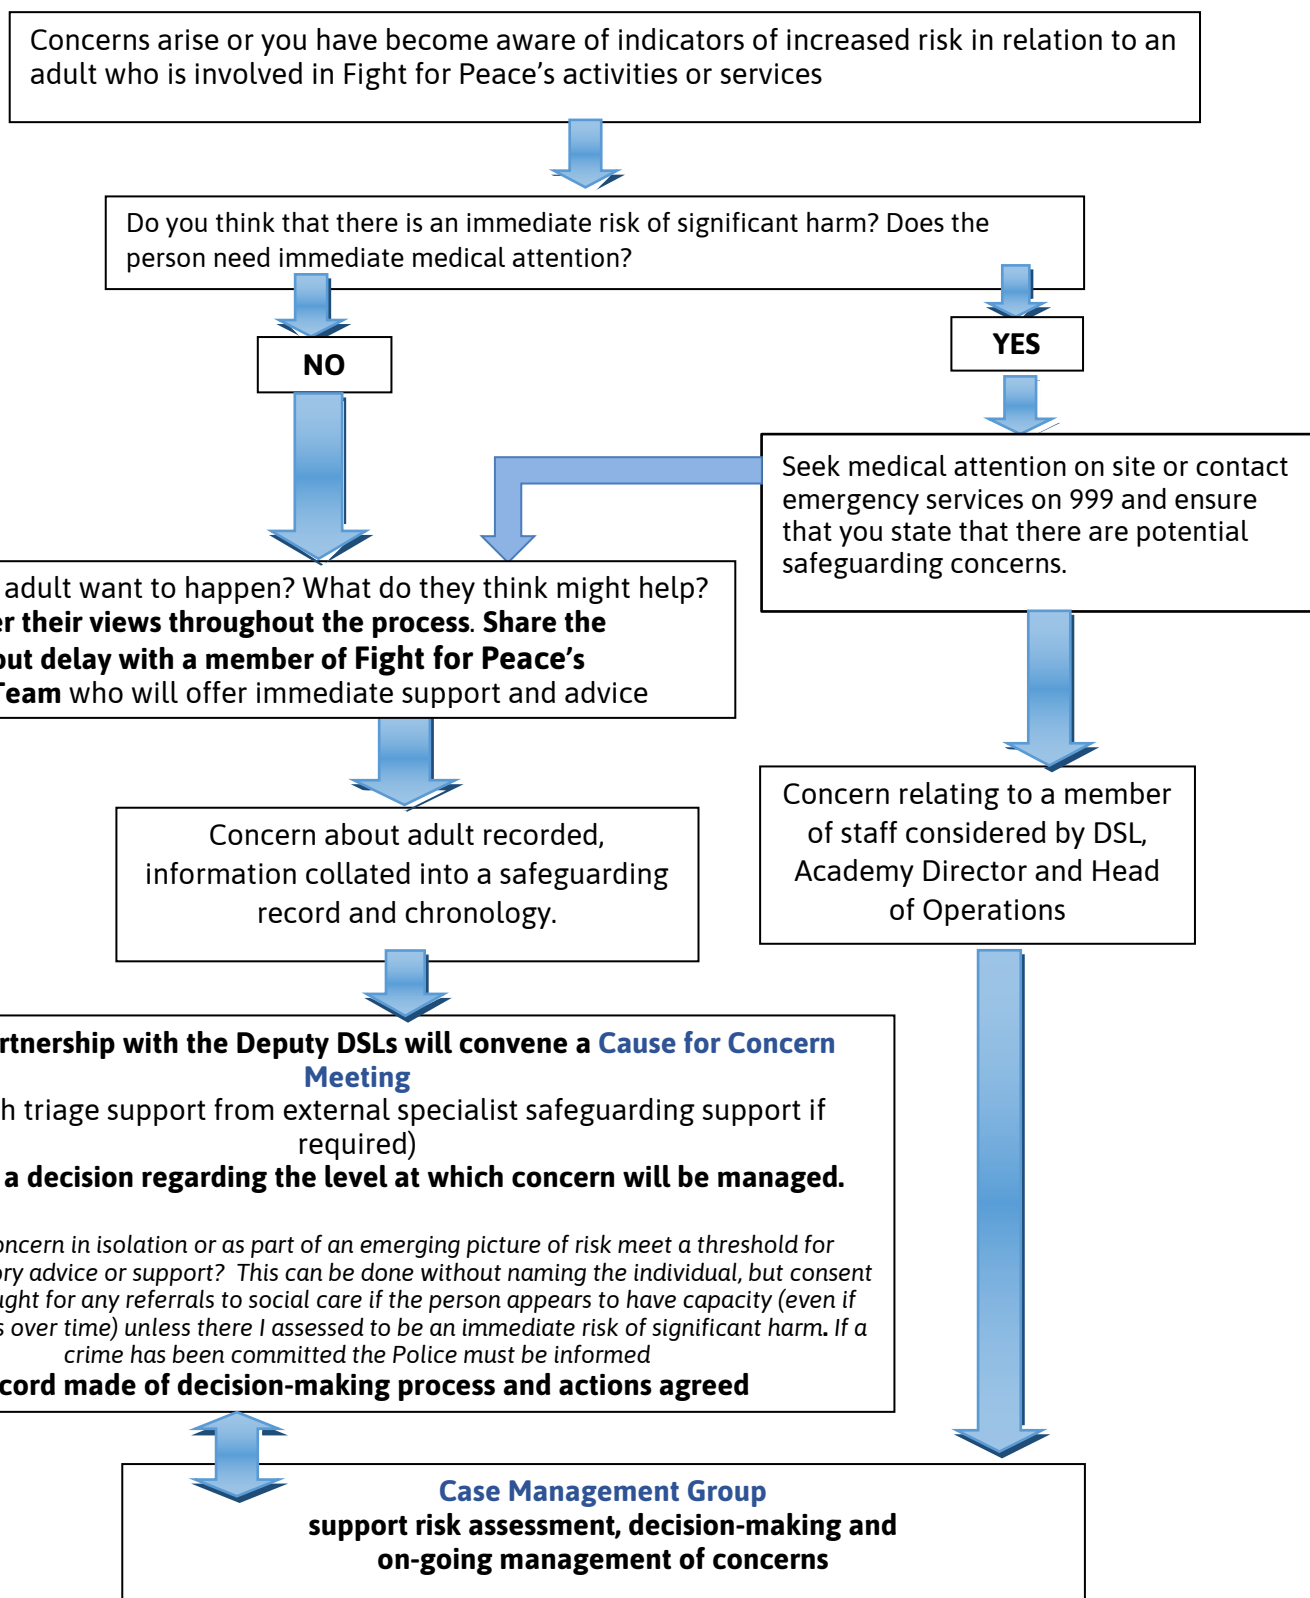 Concerns arise or you have become aware of indicators of increased risk in relation to an
adult who is involved in Fight for Peace's activities or services
Do you think that there is an immediate risk of significant harm? Does the
person need immediate medical attention?
NO
YES
Seek medical attention on site or contact
emergency services on 999 and ensure
that you state that there are potential
safeguarding concerns.
adult want to happen? What do they think might help?
er their views throughout the process. Share the
out delay with a member of Fight for Peace's
Team who will offer immediate support and advice
Concern relating to a member
of staff considered by DSL,
Academy Director and Head
of Operations
Concern about adult recorded,
information collated into a safeguarding
record and chronology.
rtnership with the Deputy DSLs will convene a Cause for Concern
Meeting
h triage support from external specialist safeguarding support if
required)
a decision regarding the level at which concern will be managed.
oncern in isolation or as part of an emerging picture of risk meet a threshold for
ory advice or support? This can be done without naming the individual, but consent
ught for any referrals to social care if the person appears to have capacity (even if
s over time) unless there I assessed to be an immediate risk of significant harm. If a
crime has been committed the Police must be informed
cord made of decision-making process and actions agreed
Case Management Group
support risk assessment, decision-making and
on-going management of concerns